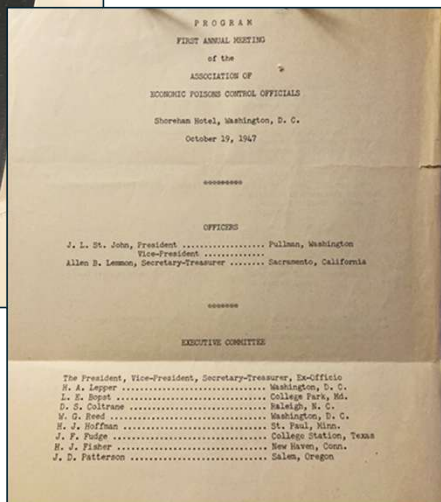 PROGRAM
FIRST ANNUAL MEETING
of the
ASSOCIATION OF
ECONOMIC POISONS CONTROL OFFICIALS
Shoreham Hotel, Washington, D. C.
October 19, 1947
*********
OFFICERS
J. L. St. John, President .................. Pullman, Washington
Vice-President .............
Allen B. Lemmon, Secretary-Treasurer ........ Sacramento, California
*******
EXECUTIVE COMMITTEE
The President, Vice-President, Secretary-Treasurer, Ex-Officio
H. A. Lepper ................................ Washington, D. C.
L. E. Bopst ................................. College Park, Md.
D. S. Coltrane .............................. Raleigh, N. C.
W. G. Reed .................................. Washington, D. C.
H. J. Hoffman ............................... St. Paul, Minn.
J. F. Fudge ................................. College Station, Texas
H. J. Fisher ................................ New Haven, Conn.
J. D. Patterson ............................. Salem, Oregon